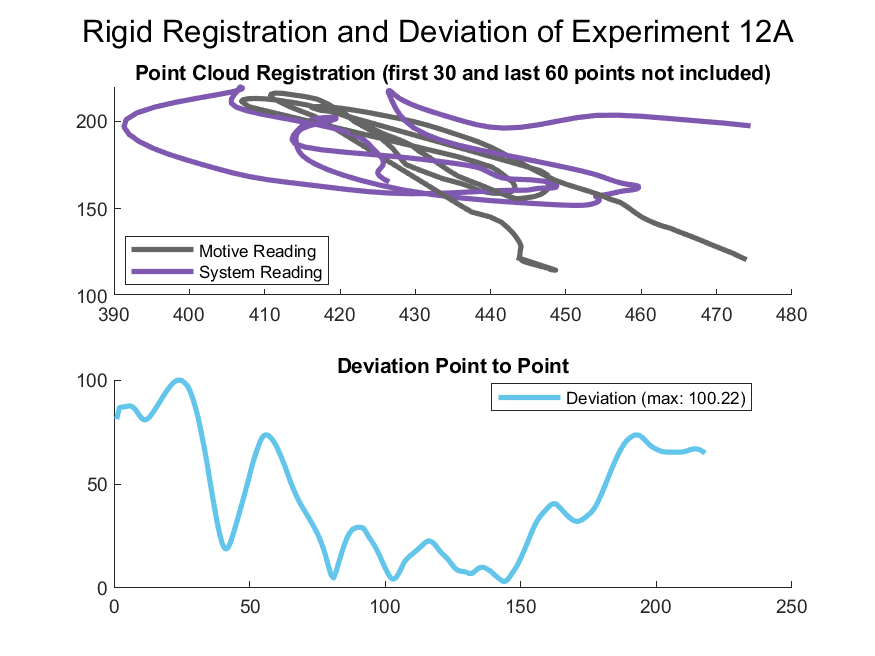 Rigid Registration and Deviation of Experiment 12A
Point Cloud Registration (first 30 and last 60 points not included)
200
150
100
Motive Reading
System Reading
390 400 410 420 430 440 450 460 470 480
Deviation Point to Point
100
50
0
Deviation (max: 100.22)
0 50 100 150 200 250